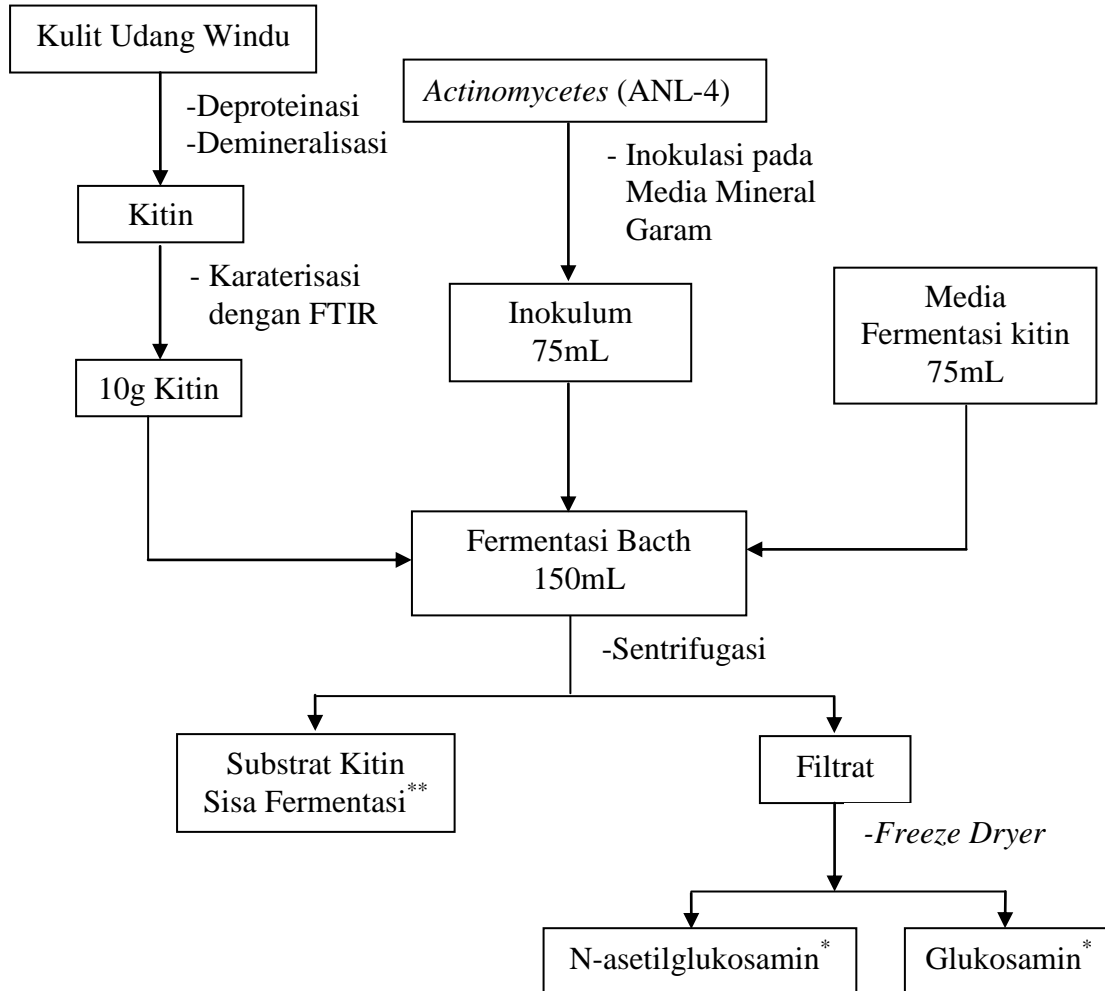 Kulit Udang Windu
-Deproteinasi
-Demineralisasi
Kitin
- Karaterisasi
dengan FTIR
10g Kitin
Actinomycetes (ANL-4)
- Inokulasi pada
Media Mineral
Garam
Inokulum
75mL
Media
Fermentasi kitin
75mL
Fermentasi Bacth
150mL
-Sentrifugasi
Substrat Kitin
Sisa Fermentasi**
Filtrat
-Freeze Dryer
N-asetilglukosamin*
Glukosamin*